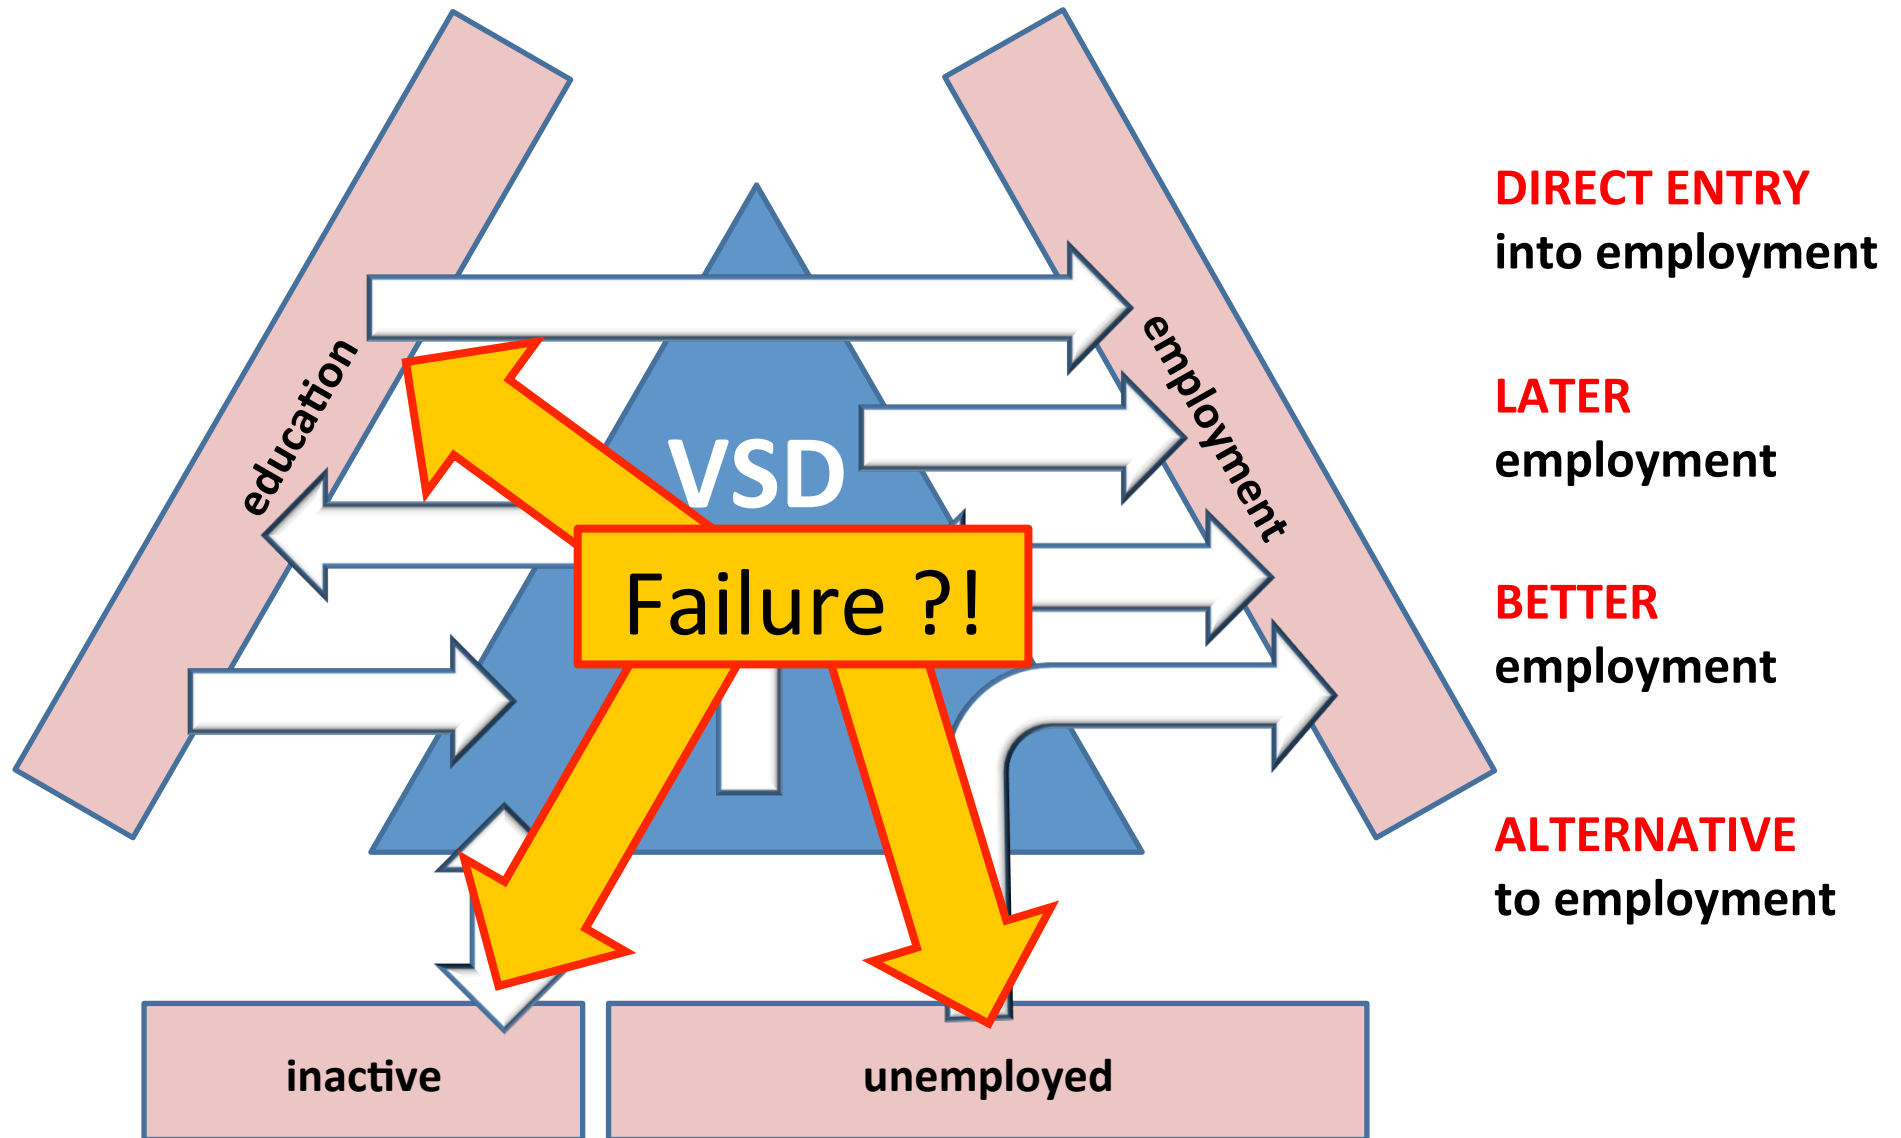 education
VSD
Failure ?!
employment
inactive
unemployed
DIRECT ENTRY
into employment
LATER
employment
BETTER
employment
ALTERNATIVE
to employment